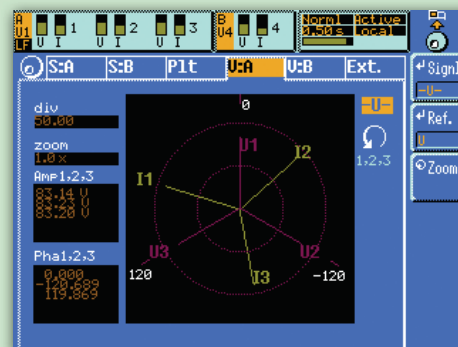 A
U1 1 2 3
LF U I U I U I
B
U4 4
U I
Norml Active
0.50s Local
S:A S:B Plt V:A V:B Ext.
Signl
-U-
Ref.
U
Zoom
div
50.00
zoom
1.0x
Amp1,2,3
83.14 V
83.23 V
83.20 V
Pha1,2,3
0.000
-120.689
119.869
0
U1
I2
I1
U3
U2
I3
120
-120
-U-
1,2,3